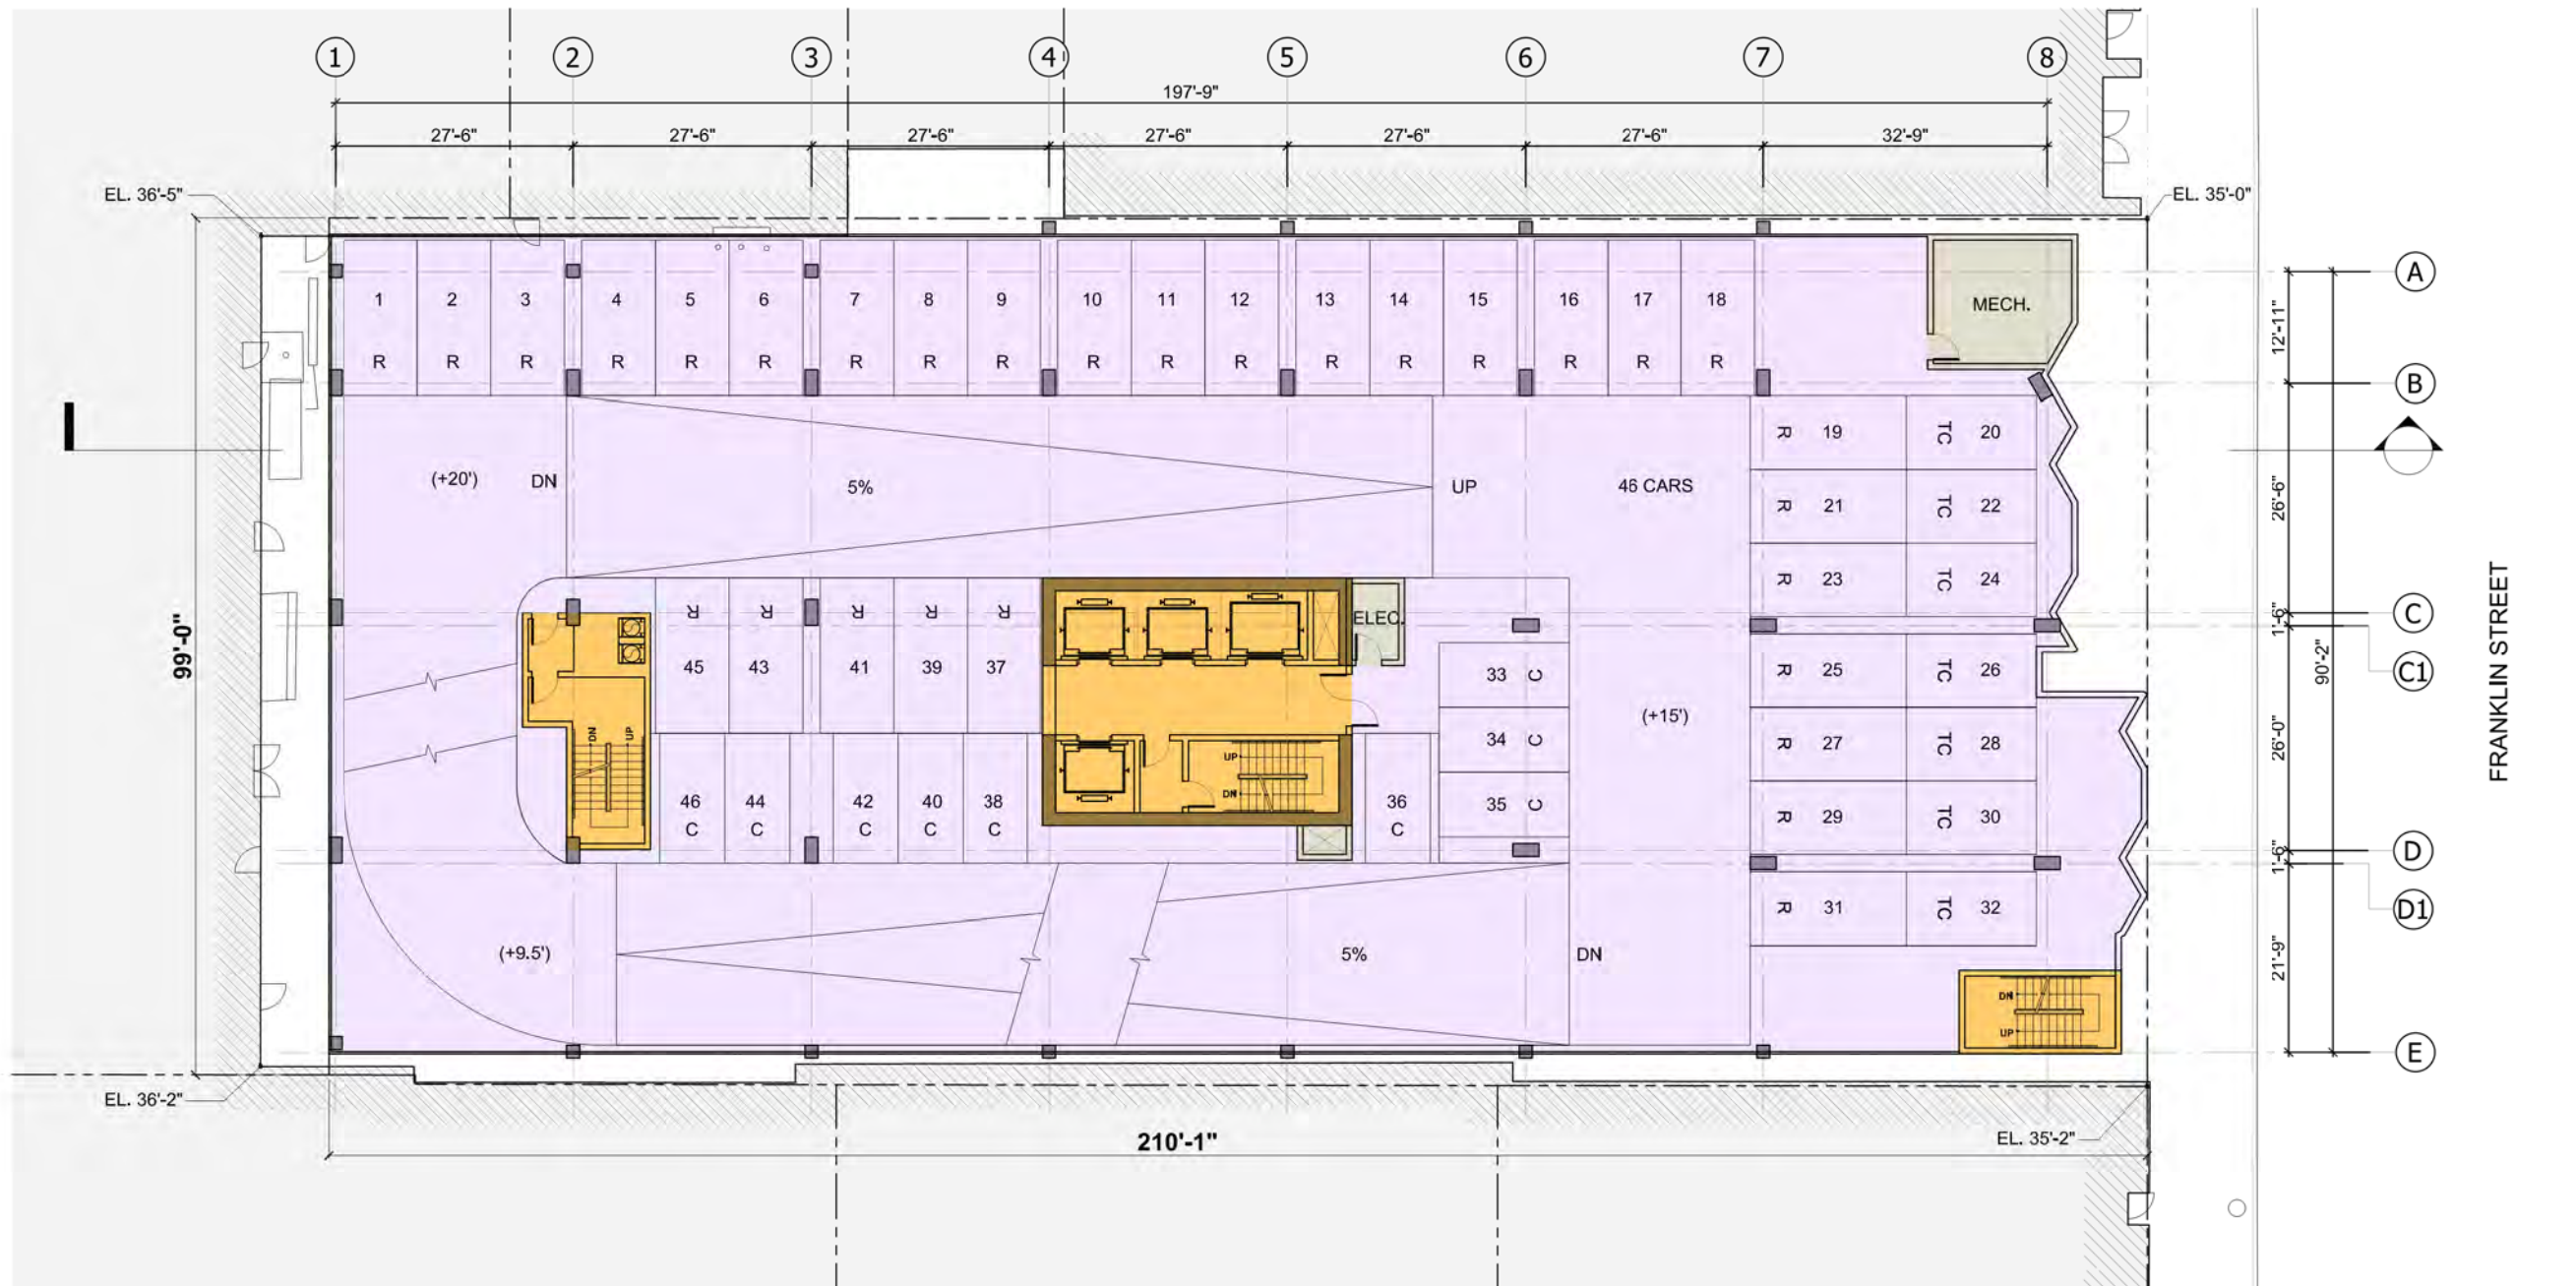 1 2 3 4 5 6 7 8
197'-9"
27'-6" 27'-6" 27'-6" 27'-6" 27'-6" 27'-6" 32'-9"
EL. 36'-5" EL. 35'-0"
A
1 2 3 4 5 6 7 8 9 10 11 12 13 14 15 16 17 18
MECH.
12'-11"
R R R R R R R R R R R R R R R R R R
B
R 19 TC 20
(+20') DN 5% UP 46 CARS
R 21 TC 22
26'-6"
R 23 TC 24
R R R R R
ELEC.
C
1'-6"
45 43 41 39 37
33 C
R 25 TC 26
C1
90'-2"
99'-0"
FRANKLIN STREET
(+15')
DN UP
34 C
R 27 TC 28
26'-0"
UP
DN
46 44 42 40 38 36
C C C C C C
35 C
R 29 TC 30
D
1'-6"
R 31 TC 32
D1
(+9.5') 5% DN
21'-9"
DN
UP
E
EL. 36'-2"
210'-1"
EL. 35'-2"